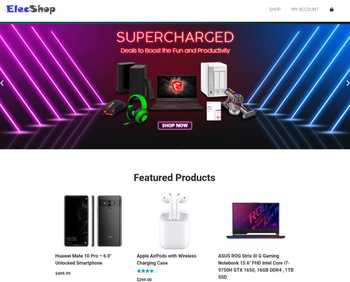 ElecShop
SHOP
MY ACCOUNT
SUPERCHARGED
Deals to Boost the Fun and Productivity
SHOP NOW
Featured Products
Huawei Mate 10 Pro – 6.0"
Unlocked Smartphone
$499.99
Apple AirPods with Wireless
Charging Case
$299.00
ASUS ROG Strix III G Gaming
Notebook 15.6" FHD Intel Core i7-
9750H GTX 1650, 16GB DDR4 , 1TB
SSD